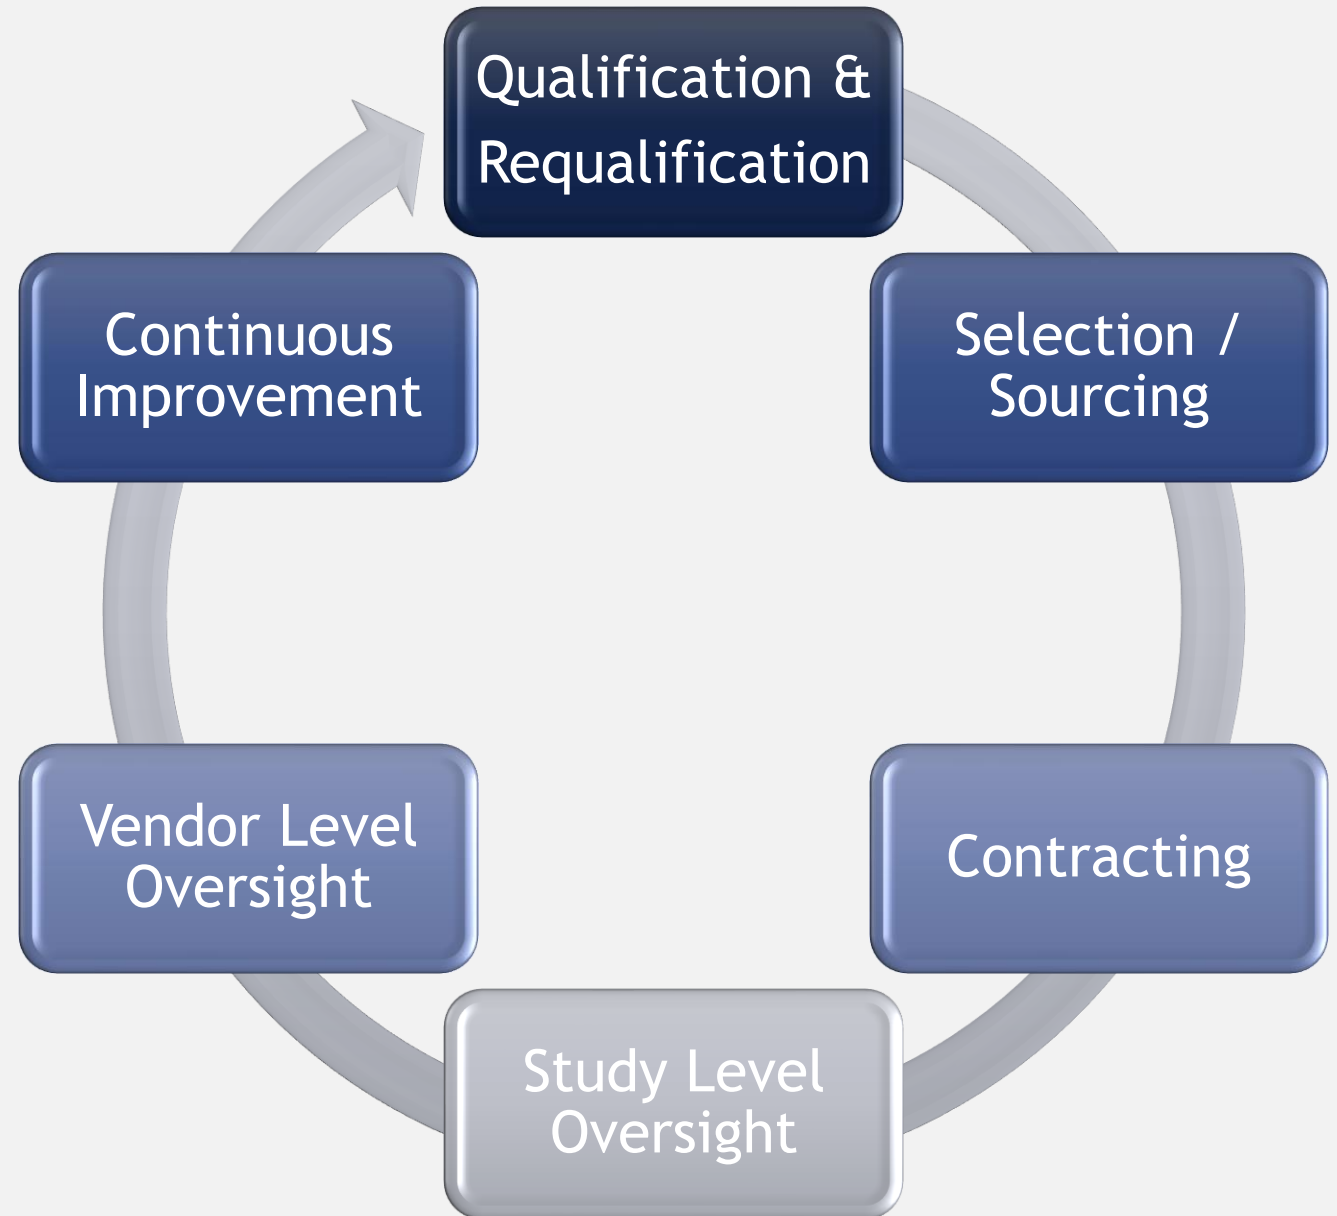 Qualification &
Requalification
Selection /
Sourcing
Contracting
Study Level
Oversight
Vendor Level
Oversight
Continuous
Improvement